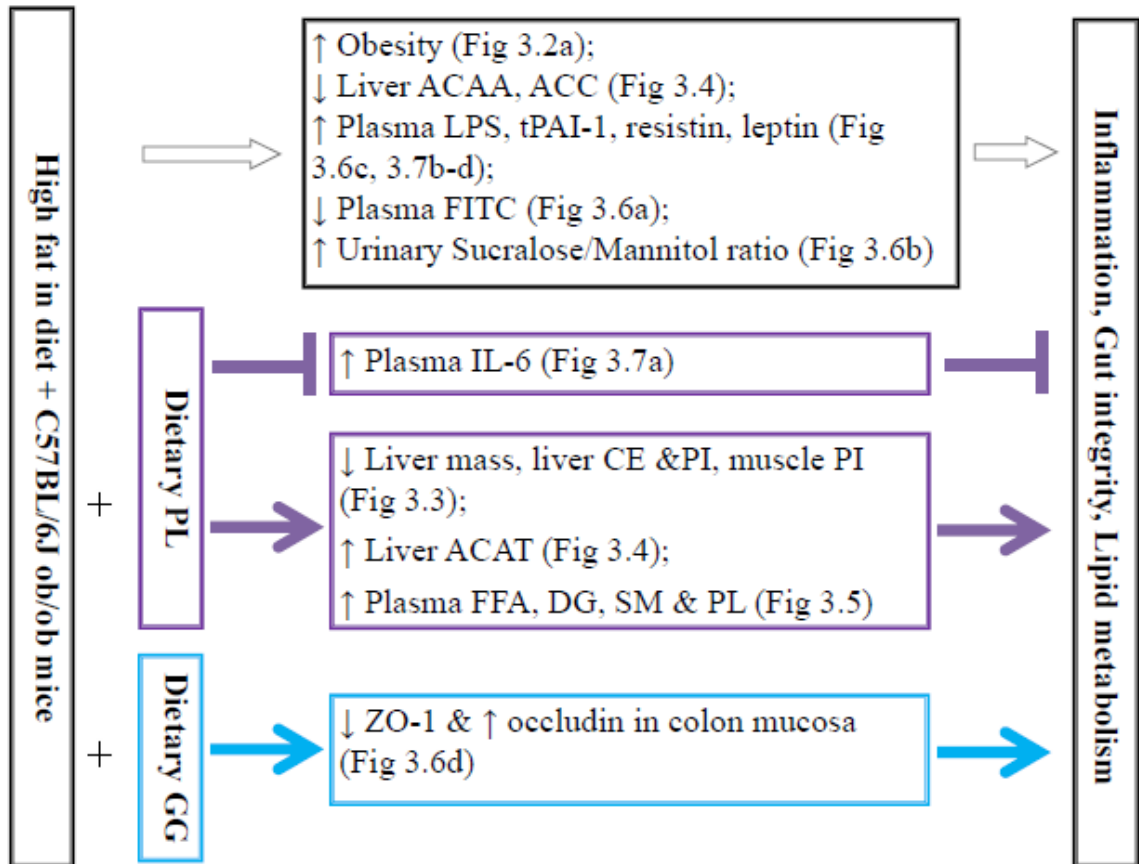 High fat in diet + C57BL/6J ob/ob mice
↑ Obesity (Fig 3.2a);
↓ Liver ACAA, ACC (Fig 3.4);
↑ Plasma LPS, tPAI-1, resistin, leptin (Fig
3.6c, 3.7b-d);
↓ Plasma FITC (Fig 3.6a);
↑ Urinary Sucralose/Mannitol ratio (Fig 3.6b)
+
Dietary PL
↑ Plasma IL-6 (Fig 3.7a)
↓ Liver mass, liver CE &PI, muscle PI
(Fig 3.3);
↑ Liver ACAT (Fig 3.4);
↑ Plasma FFA, DG, SM & PL (Fig 3.5)
+
Dietary GG
↓ ZO-1 & ↑ occludin in colon mucosa
(Fig 3.6d)
Inflammation, Gut integrity, Lipid metabolism